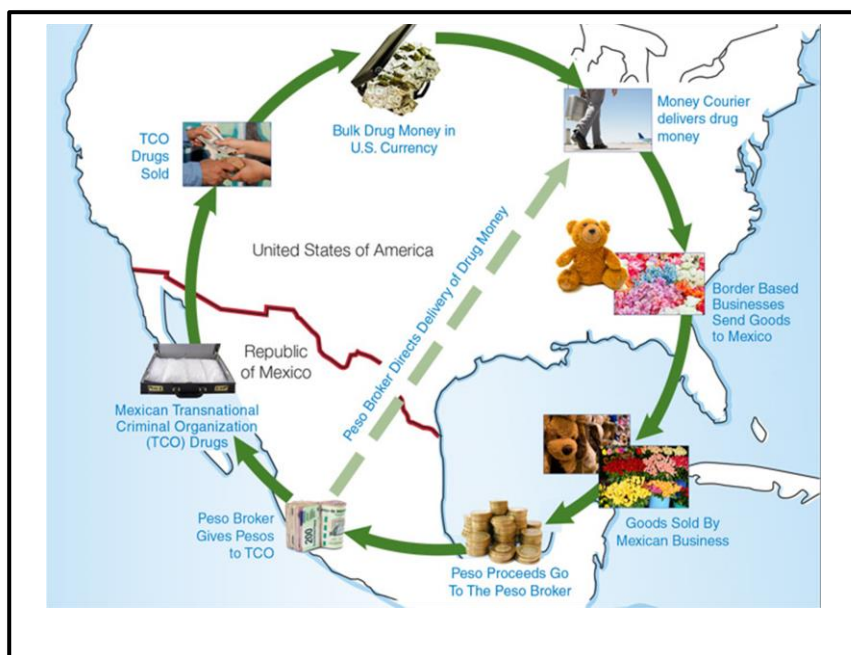 TCO
Drugs
Sold
Bulk Drug Money in
U.S. Currency
Money Courier
delivers drug
money
United States of America
Republic
of Mexico
Peso Broker Directs Delivery of Drug Money
Border Based
Businesses
Send Goods
to Mexico
Mexican Transnational
Criminal Organization
(TCO) Drugs
Peso Broker
Gives Pesos
to TCO
200
Peso Proceeds Go
To The Peso Broker
Goods Sold By
Mexican Business